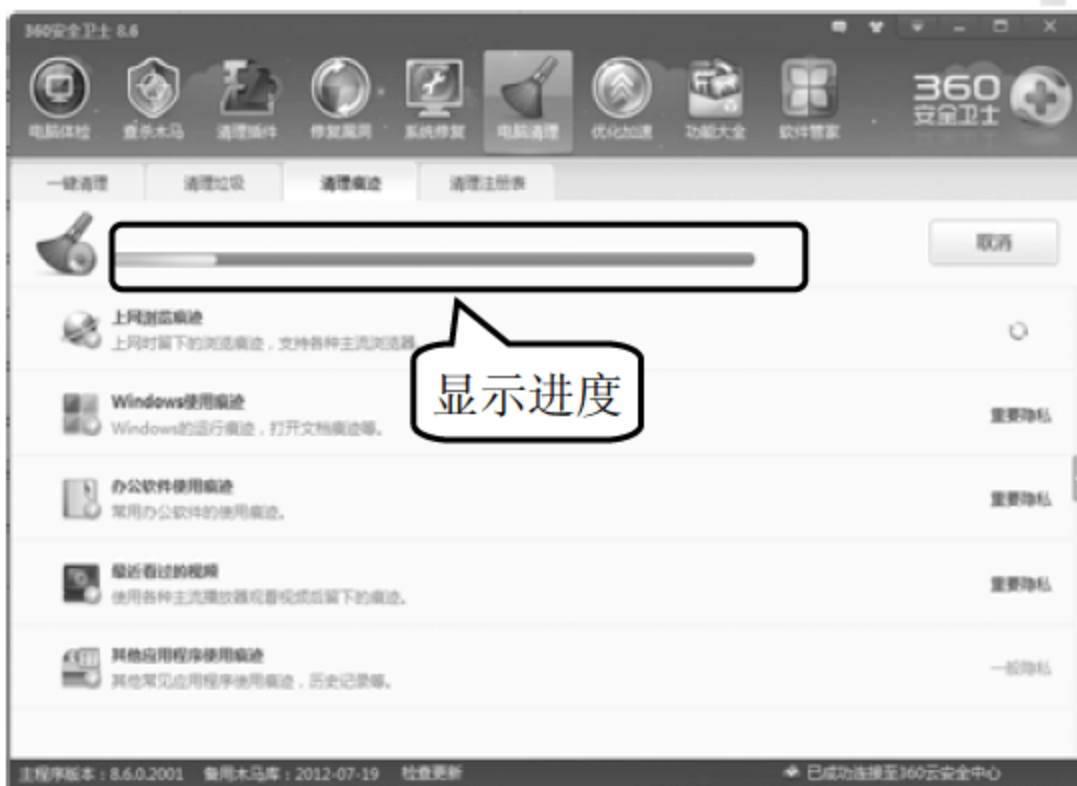 360安全卫士 8.6
电脑体检
查杀木马
清理插件
修复漏洞
系统修复
电脑清理
优化加速
功能大全
软件管家
360
安全卫士
一键清理
清理垃圾
清理痕迹
清理注册表
取消
上网浏览痕迹
上网时留下的浏览痕迹，支持各种主流浏览器
显示进度
Windows使用痕迹
Windows的运行痕迹，打开文档痕迹等。
重要隐私
办公软件使用痕迹
常用办公软件的使用痕迹。
重要隐私
最近看过的视频
使用各种主流播放器观看视频后留下的痕迹。
重要隐私
其他应用程序使用痕迹
其他常见应用程序使用痕迹，历史记录等。
一般隐私
主程序版本：8.6.0.2001
备用木马库：2012-07-19
检查更新
已成功连接至360云安全中心